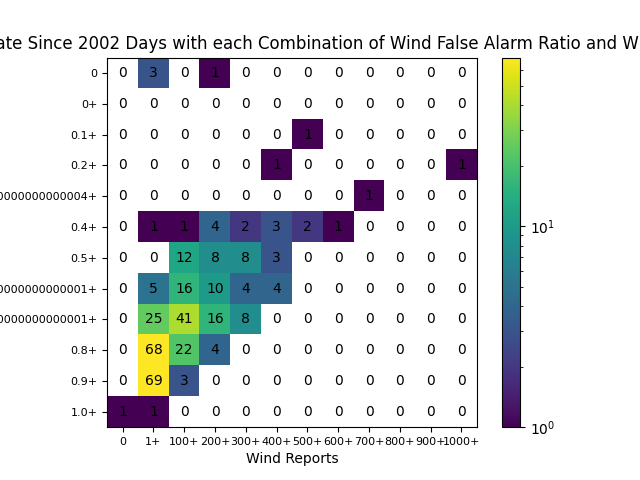 ate Since 2002 Days with each Combination of Wind False Alarm Ratio and W
0 0 3 0 1 0 0 0 0 0 0 0 0
0+ 0 0 0 0 0 0 0 0 0 0 0 0
0.1+ 0 0 0 0 0 0 1 0 0 0 0 0
0.2+ 0 0 0 0 0 1 0 0 0 0 0 1
0000000000004+ 0 0 0 0 0 0 0 0 1 0 0 0
0.4+ 0 1 1 4 2 3 2 1 0 0 0 0
0.5+ 0 0 12 8 8 3 0 0 0 0 0 0
0000000000001+ 0 5 16 10 4 4 0 0 0 0 0 0
0000000000001+ 0 25 41 16 8 0 0 0 0 0 0 0
0.8+ 0 68 22 4 0 0 0 0 0 0 0 0
0.9+ 0 69 3 0 0 0 0 0 0 0 0 0
1.0+ 1 1 0 0 0 0 0 0 0 0 0 0
0 1+ 100+ 200+ 300+ 400+ 500+ 600+ 700+ 800+ 900+ 1000+
Wind Reports
10¹
10⁰